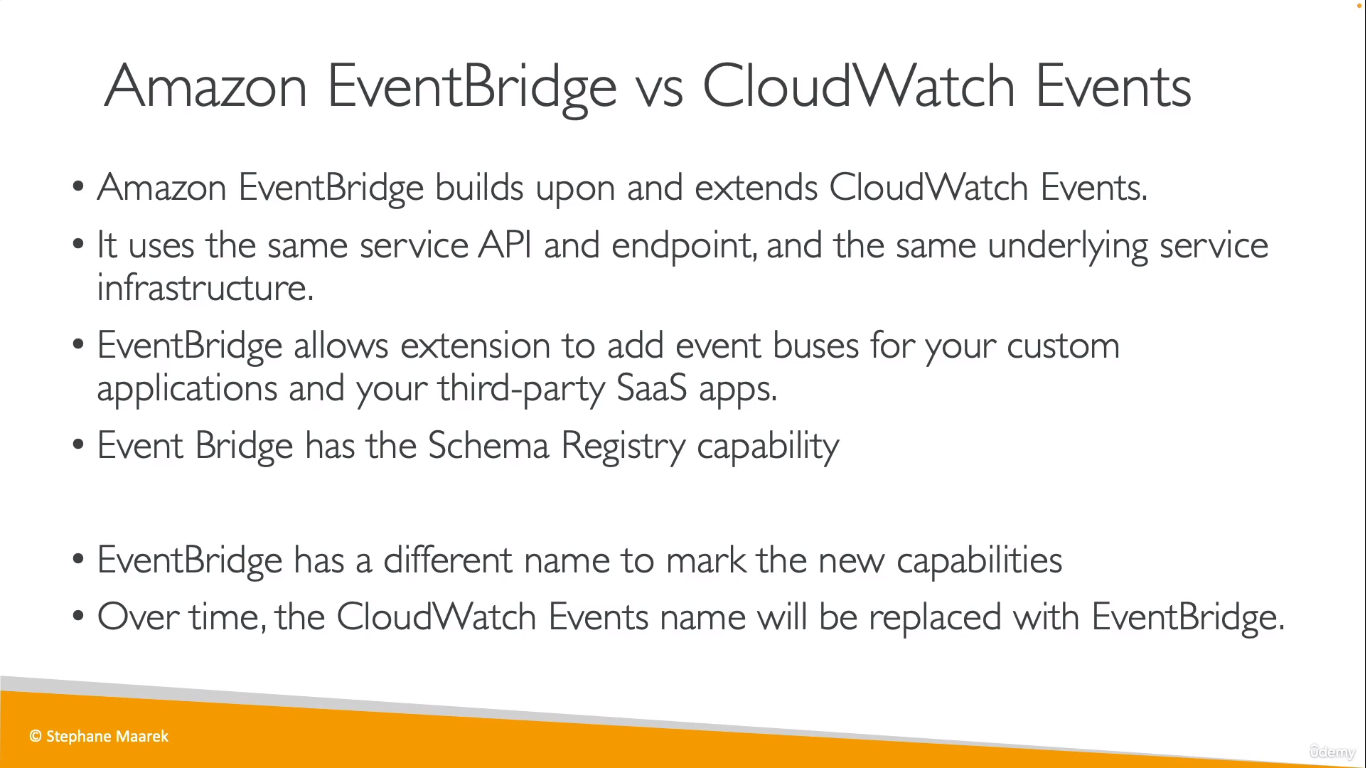 Amazon EventBridge vs CloudWatch Events
• Amazon EventBridge builds upon and extends CloudWatch Events.
• It uses the same service API and endpoint, and the same underlying service
infrastructure.
• EventBridge allows extension to add event buses for your custom
applications and your third-party SaaS apps.
• Event Bridge has the Schema Registry capability
• EventBridge has a different name to mark the new capabilities
• Over time, the CloudWatch Events name will be replaced with EventBridge.
© Stephane Maarek
ûdemy